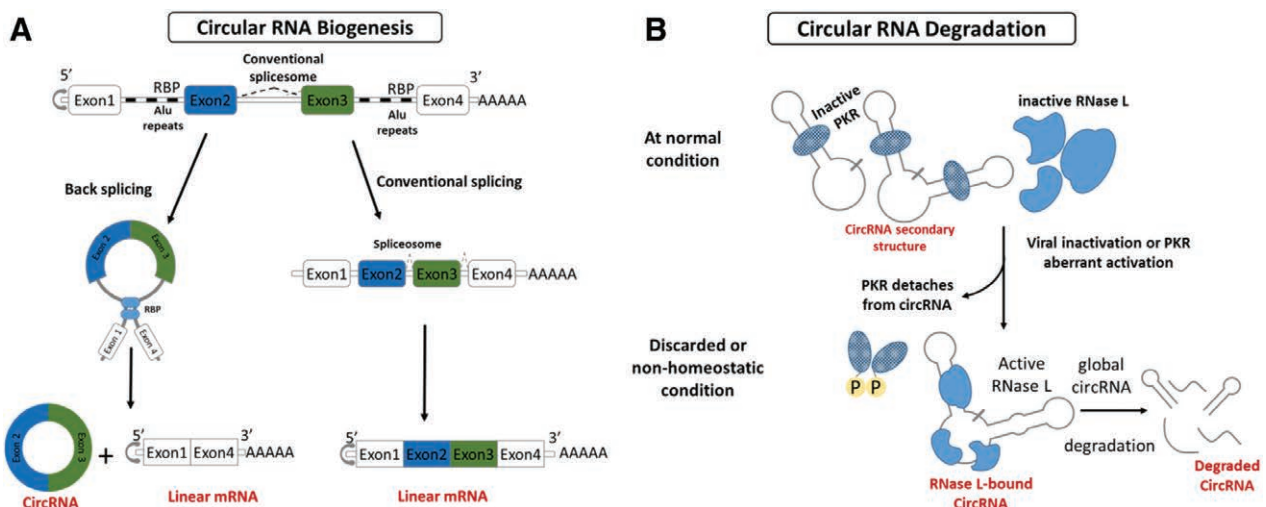 A
Circular RNA Biogenesis
Conventional
splicesome
5’
3’
RBP
RBP
Exon1
Exon2
Exon3
Exon4
AAAAA
Alu
repeats
Alu
repeats
Back splicing
Conventional splicing
Exon 2
Exon 3
RBP
Exon 1
Exon 4
Spliceosome
Exon1
Exon2
Exon3
Exon4
AAAAA
Exon 2
Exon 3
+
5’
3’
Exon1
Exon4
AAAAA
CircRNA
Linear mRNA
5’
3’
Exon1
Exon2
Exon3
Exon4
AAAAA
Linear mRNA
B
Circular RNA Degradation
At normal
condition
Inactive
PKR
inactive RNase L
CircRNA secondary
structure
Viral inactivation or PKR
aberrant activation
PKR detaches
from circRNA
Discarded or
non-homeostatic
condition
P
P
Active
RNase L
global
circRNA
degradation
RNase L-bound
CircRNA
Degraded
CircRNA